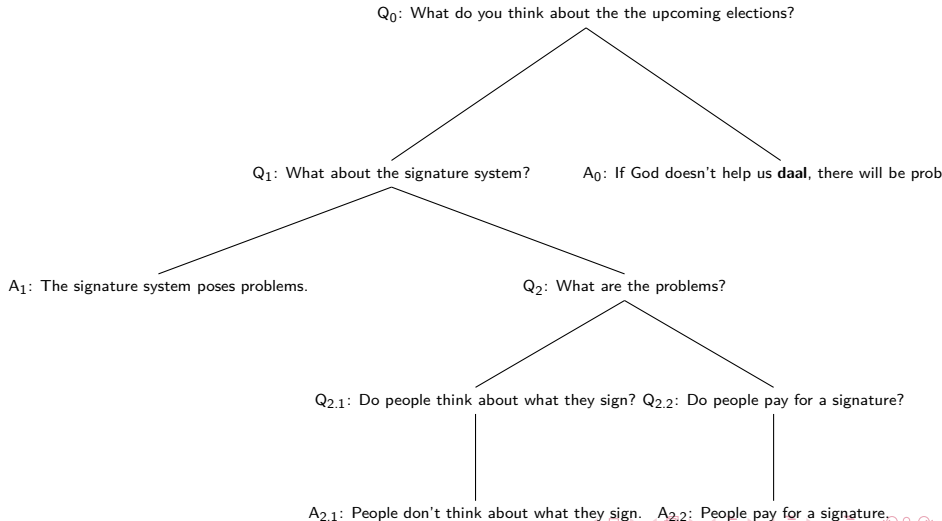 Q0: What do you think about the the upcoming elections?
Q1: What about the signature system? A0: If God doesn't help us daal, there will be prob
A1: The signature system poses problems. Q2: What are the problems?
Q2.1: Do people think about what they sign? Q2.2: Do people pay for a signature?
A2.1: People don't think about what they sign. A2.2: People pay for a signature.